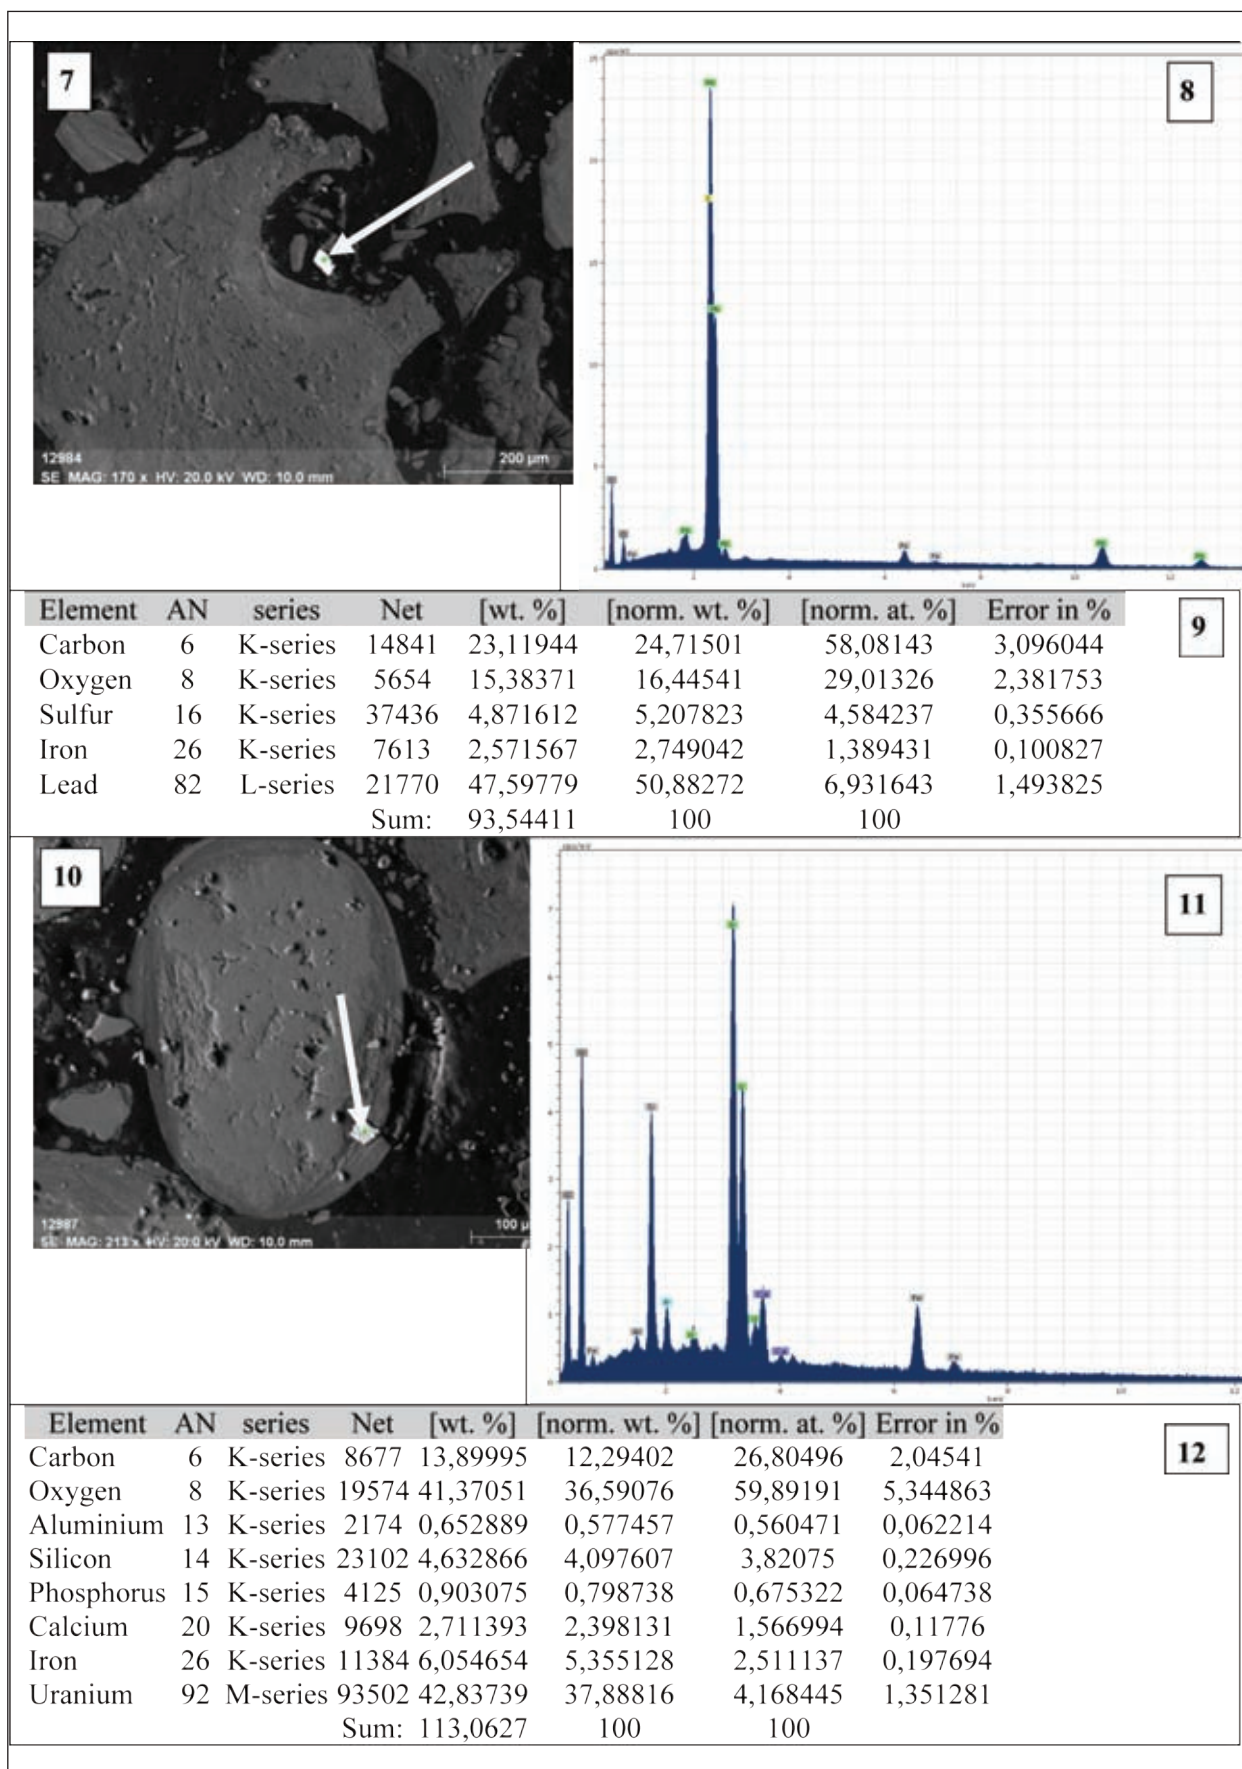 7
8
12984
SE MAG: 170 x HV: 20.0 kV WD: 10.0 mm
200 µm
Element AN series Net [wt. %] [norm. wt. %] [norm. at. %] Error in %
9
Carbon 6 K-series 14841 23,11944 24,71501 58,08143 3,096044
Oxygen 8 K-series 5654 15,38371 16,44541 29,01326 2,381753
Sulfur 16 K-series 37436 4,871612 5,207823 4,584237 0,355666
Iron 26 K-series 7613 2,571567 2,749042 1,389431 0,100827
Lead 82 L-series 21770 47,59779 50,88272 6,931643 1,493825
Sum: 93,54411 100 100
10
11
12987
SE MAG: 213 x HV: 20.0 kV WD: 10.0 mm
100 µ
Element AN series Net [wt. %] [norm. wt. %] [norm. at. %] Error in %
12
Carbon 6 K-series 8677 13,89995 12,29402 26,80496 2,04541
Oxygen 8 K-series 19574 41,37051 36,59076 59,89191 5,344863
Aluminium 13 K-series 2174 0,652889 0,577457 0,560471 0,062214
Silicon 14 K-series 23102 4,632866 4,097607 3,82075 0,226996
Phosphorus 15 K-series 4125 0,903075 0,798738 0,675322 0,064738
Calcium 20 K-series 9698 2,711393 2,398131 1,566994 0,11776
Iron 26 K-series 11384 6,054654 5,355128 2,511137 0,197694
Uranium 92 M-series 93502 42,83739 37,88816 4,168445 1,351281
Sum: 113,0627 100 100